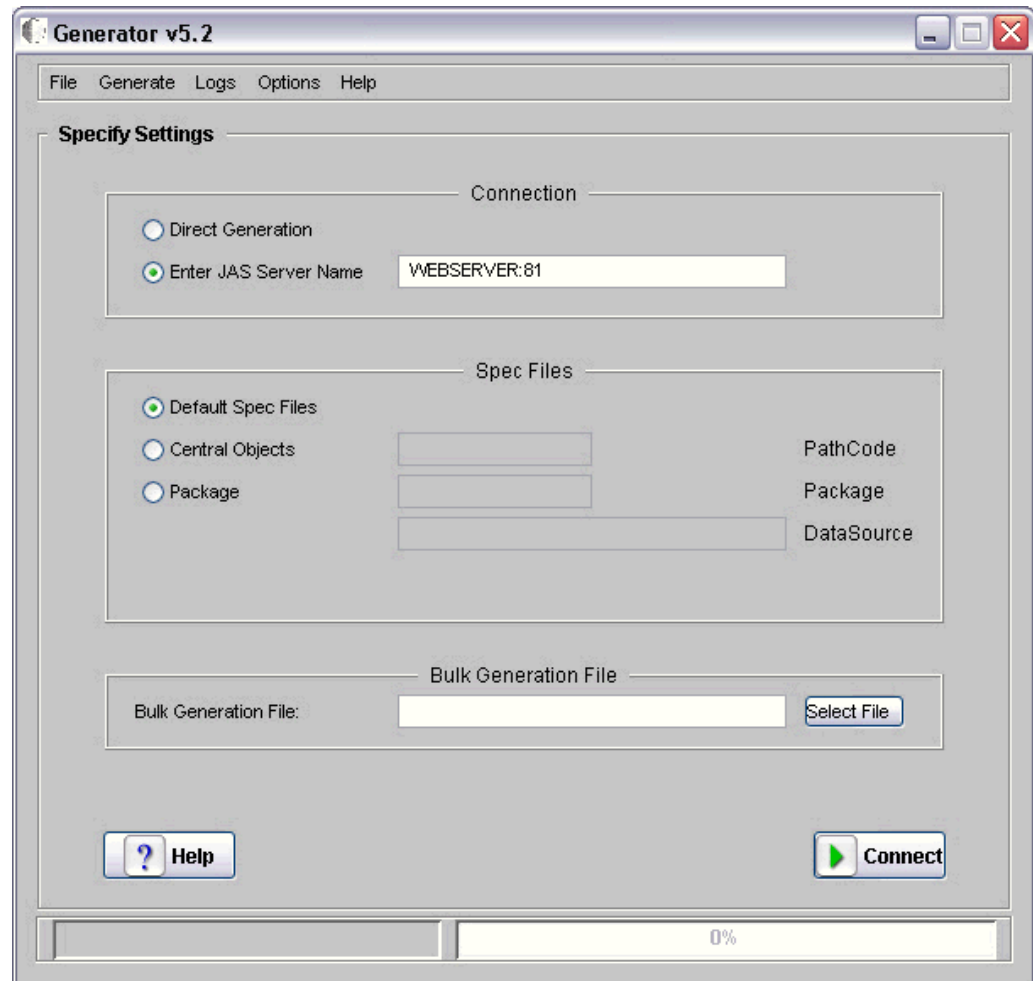 Generator v5.2
File Generate Logs Options Help
Specify Settings
Connection
Direct Generation
Enter JAS Server Name WEBSERVER:81
Spec Files
Default Spec Files
Central Objects PathCode
Package Package
DataSource
Bulk Generation File
Bulk Generation File: Select File
? Help Connect
0%